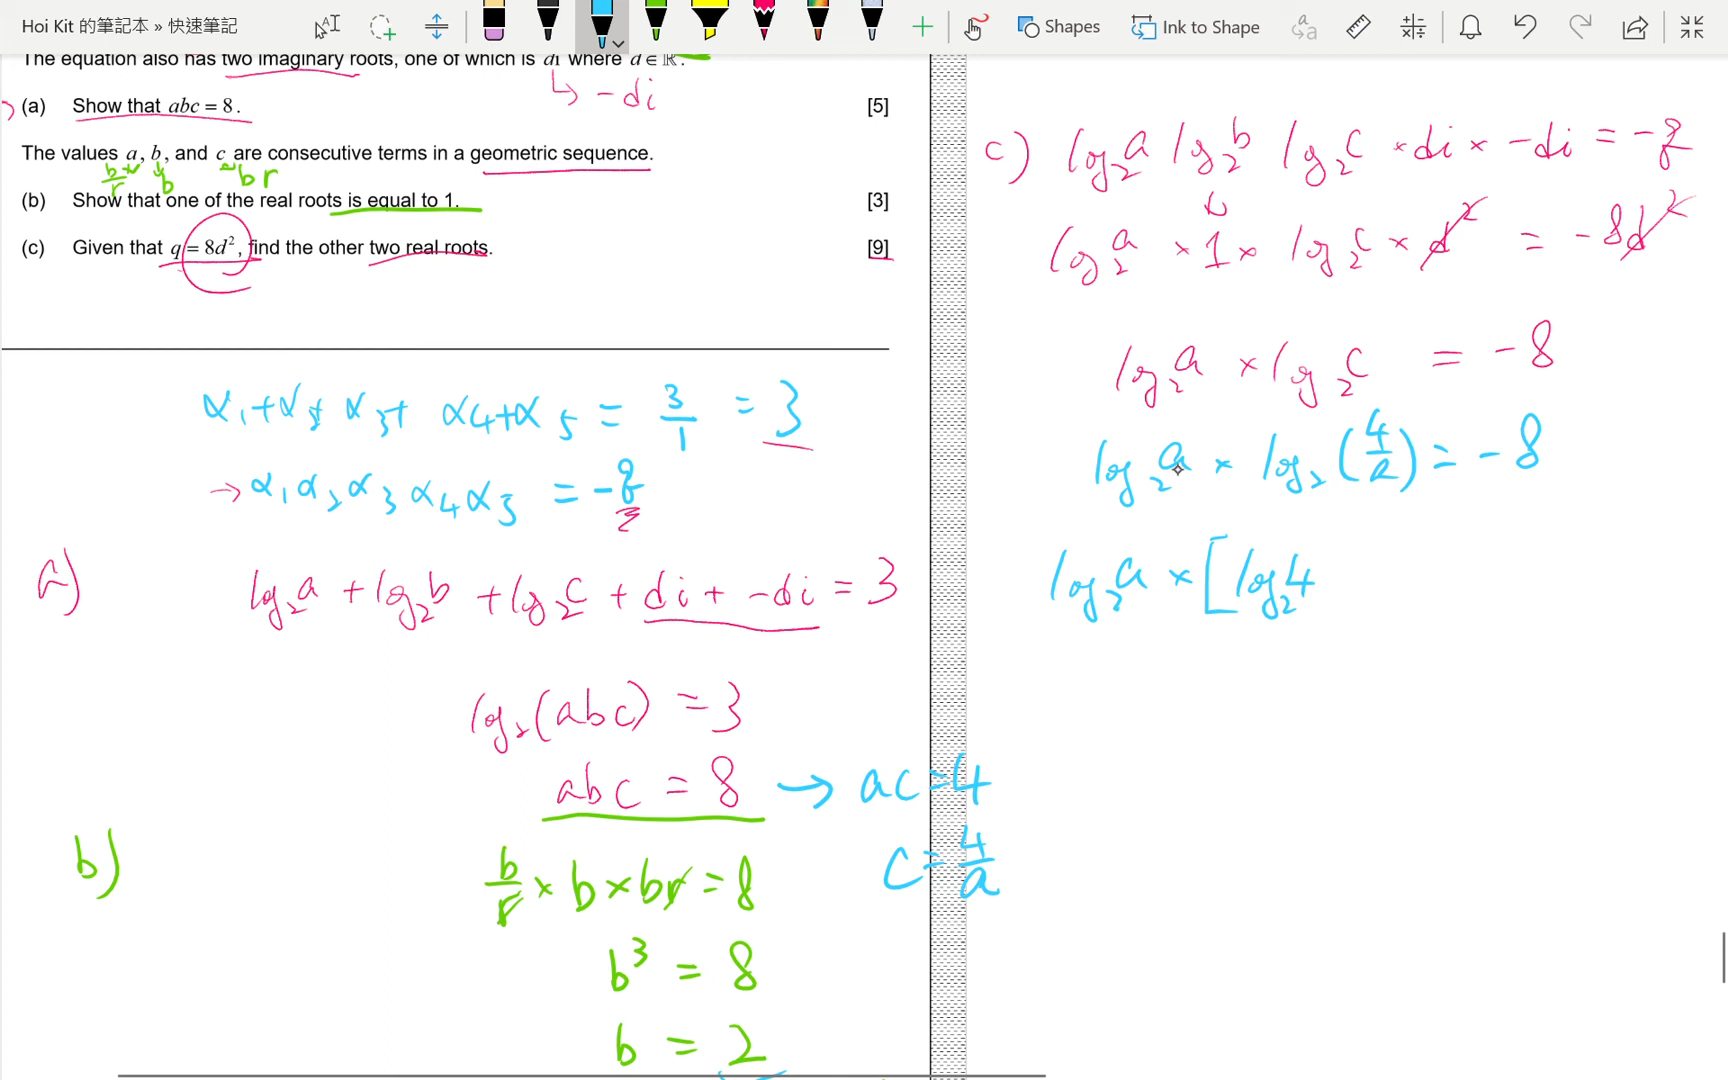 Hoi Kit 的筆記本 » 快速筆記
Shapes
Ink to Shape
The equation also has two imaginary roots, one of which is di where d ∈ ℝ.
↳ -di
(a) Show that abc = 8. [5]
The values a, b, and c are consecutive terms in a geometric sequence.
b/r b br
(b) Show that one of the real roots is equal to 1. [3]
(c) Given that q = 8d², find the other two real roots. [9]
α₁+α₂ α₃+ α₄+α₅ = 3/1 = 3
→ α₁α₂α₃α₄α₅ = -q
a)
log₂a + log₂b + log₂c + di + -di = 3
log₂(abc) = 3
abc = 8 → ac = 4
c = 4/a
b)
b/r × b × br = 8
b³ = 8
b = 2
c) log₂a log₂b log₂c × di × -di = -q
log₂a × 1 × log₂c × d² = -8d²
log₂a × log₂c = -8
log₂a × log₂(4/a) = -8
log₂a × [log₂4